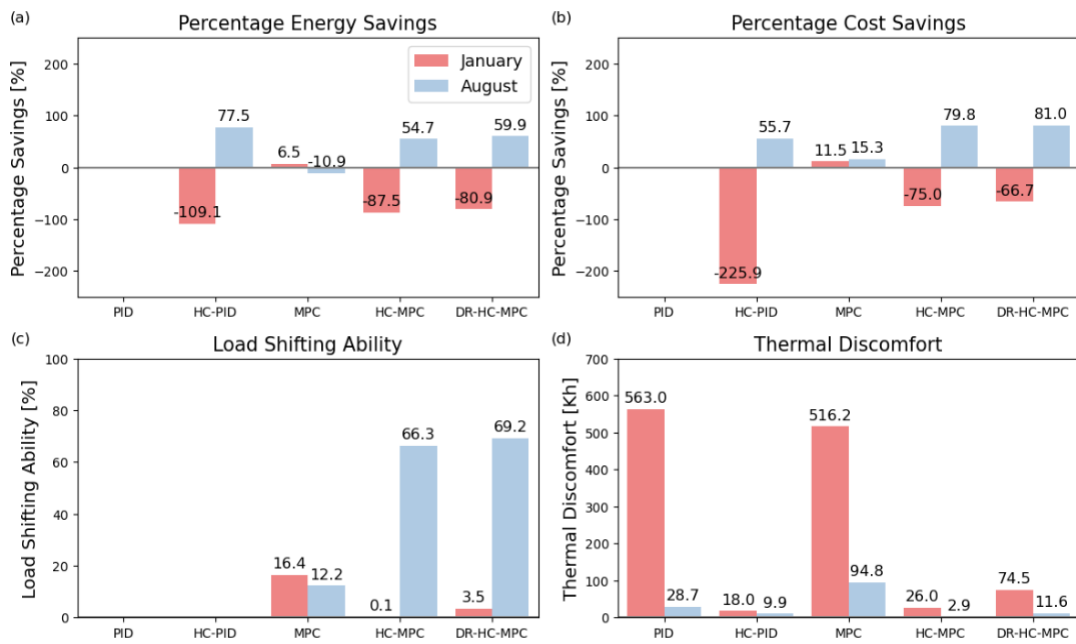 (a)
Percentage Energy Savings
Percentage Savings [%]
200
100
0
−100
−200
January
August
-109.1
77.5
6.5
-10.9
-87.5
54.7
-80.9
59.9
PID
HC-PID
MPC
HC-MPC
DR-HC-MPC
(b)
Percentage Cost Savings
Percentage Savings [%]
200
100
0
−100
−200
-225.9
55.7
11.5
15.3
-75.0
79.8
-66.7
81.0
PID
HC-PID
MPC
HC-MPC
DR-HC-MPC
(c)
Load Shifting Ability
Load Shifting Ability [%]
100
80
60
40
20
0
16.4
12.2
0.1
66.3
3.5
69.2
PID
HC-PID
MPC
HC-MPC
DR-HC-MPC
(d)
Thermal Discomfort
Thermal Discomfort [Kh]
700
600
500
400
300
200
100
0
563.0
28.7
18.0
9.9
516.2
94.8
26.0
2.9
74.5
11.6
PID
HC-PID
MPC
HC-MPC
DR-HC-MPC